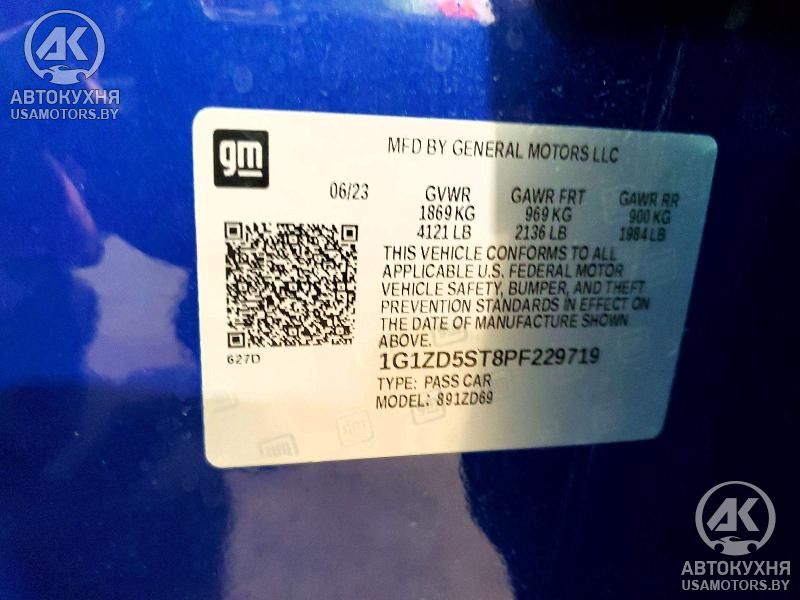 AK
АВТОКУХНЯ
USAMOTORS.BY
gm
MFD BY GENERAL MOTORS LLC
06/23 GVWR GAWR FRT GAWR RR
1869 KG 969 KG 900 KG
4121 LB 2136 LB 1984 LB
THIS VEHICLE CONFORMS TO ALL
APPLICABLE U.S. FEDERAL MOTOR
VEHICLE SAFETY, BUMPER, AND THEFT
PREVENTION STANDARDS IN EFFECT ON
THE DATE OF MANUFACTURE SHOWN
ABOVE.
627D
1G1ZD5ST8PF229719
TYPE: PASS CAR
MODEL: 891ZD69
AK
АВТОКУХНЯ
USAMOTORS.BY